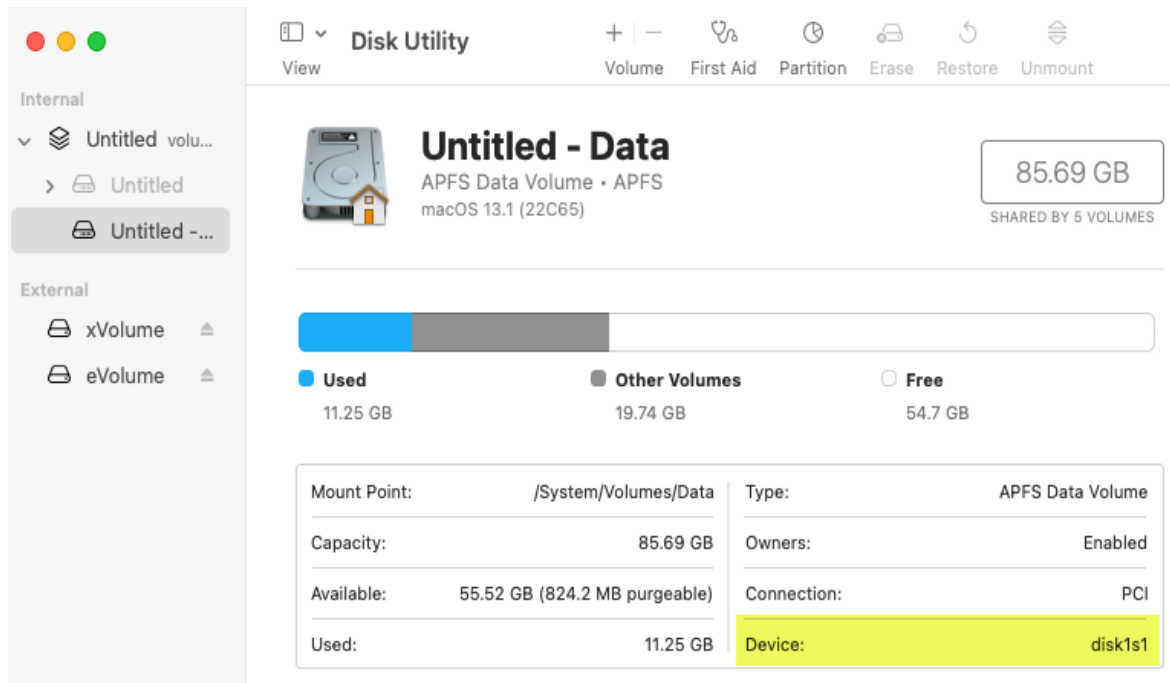 View
Disk Utility
Volume
First Aid
Partition
Erase
Restore
Unmount
Internal
Untitled volu...
Untitled
Untitled -...
External
xVolume
eVolume
Untitled - Data
APFS Data Volume • APFS
macOS 13.1 (22C65)
85.69 GB
SHARED BY 5 VOLUMES
Used
11.25 GB
Other Volumes
19.74 GB
Free
54.7 GB
Mount Point: /System/Volumes/Data
Capacity: 85.69 GB
Available: 55.52 GB (824.2 MB purgeable)
Used: 11.25 GB
Type: APFS Data Volume
Owners: Enabled
Connection: PCI
Device: disk1s1